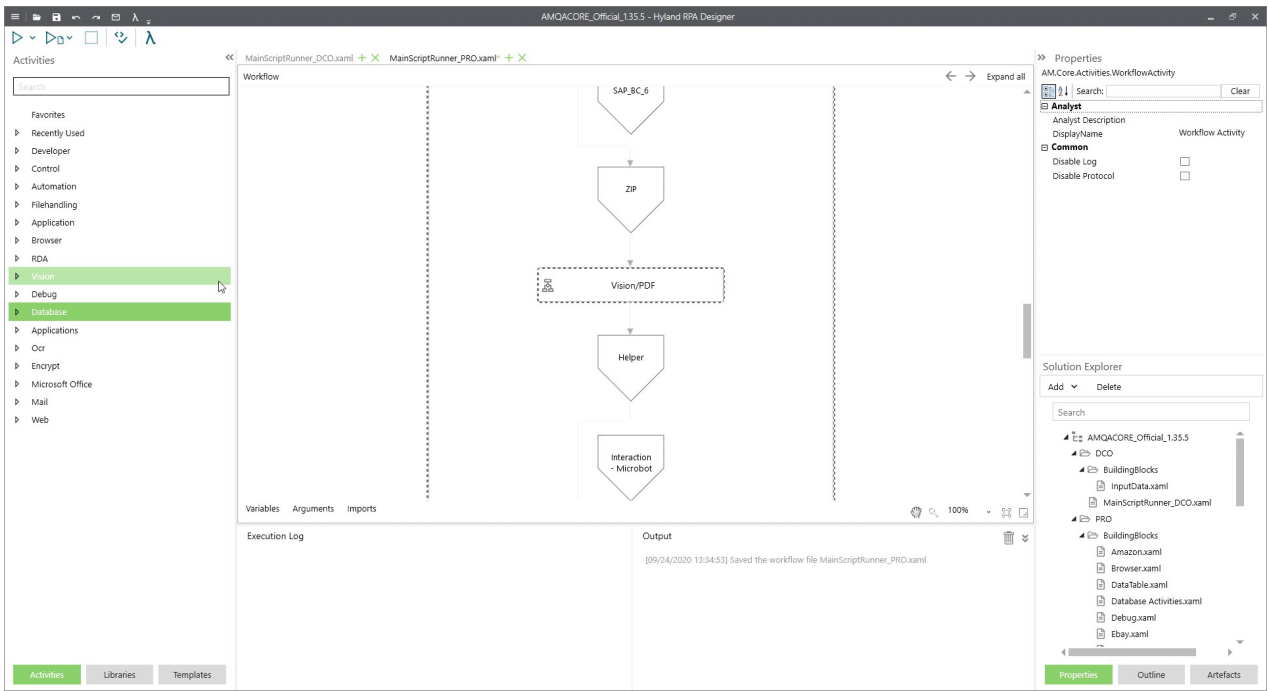 AMQACORE_Official_1.35.5 - Hyland RPA Designer
Activities
Search
Favorites
Recently Used
Developer
Control
Automation
Filehandling
Application
Browser
RDA
Vision
Debug
Database
Applications
Ocr
Encrypt
Microsoft Office
Mail
Web
Activities Libraries Templates
MainScriptRunner_DCO.xaml MainScriptRunner_PRO.xaml*
Workflow Expand all
SAP_BC_6
ZIP
Vision/PDF
Helper
Interaction
- Microbot
Variables Arguments Imports 100%
Execution Log
Output
[09/24/2020 13:34:53] Saved the workflow file MainScriptRunner_PRO.xaml
Properties
AM.Core.Activities.WorkflowActivity
Search: Clear
Analyst
Analyst Description
DisplayName Workflow Activity
Common
Disable Log
Disable Protocol
Solution Explorer
Add Delete
Search
AMQACORE_Official_1.35.5
DCO
BuildingBlocks
InputData.xaml
MainScriptRunner_DCO.xaml
PRO
BuildingBlocks
Amazon.xaml
Browser.xaml
DataTable.xaml
Database Activities.xaml
Debug.xaml
Ebay.xaml
Properties Outline Artefacts